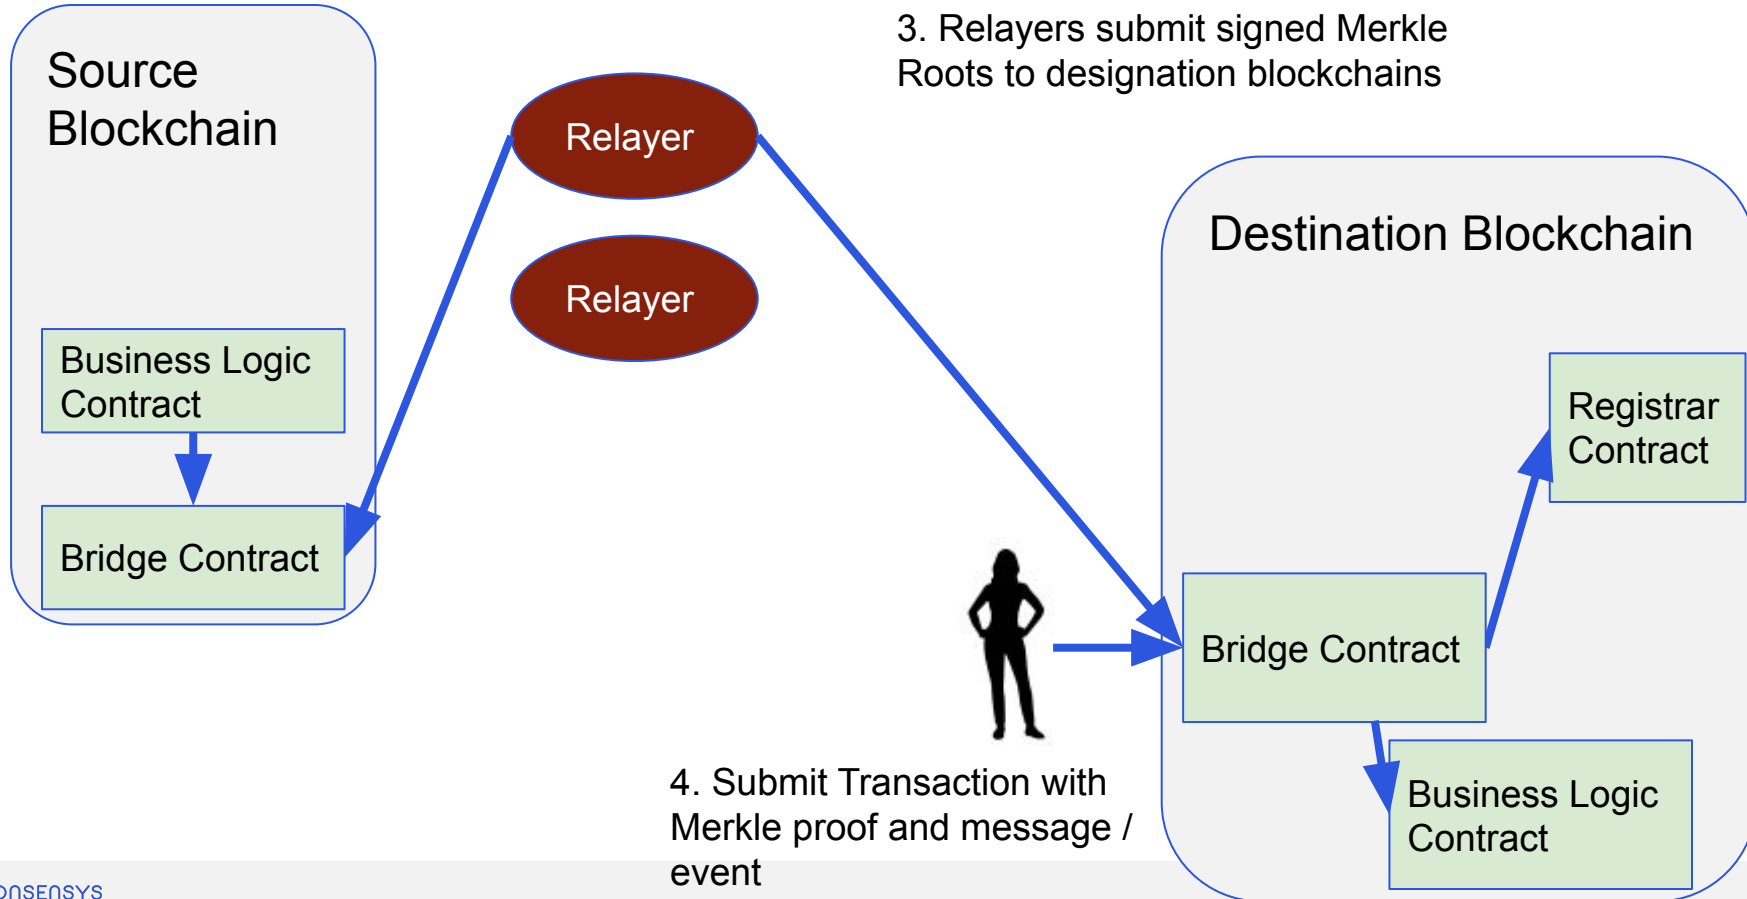 Source
Blockchain
3. Relayers submit signed Merkle
Roots to designation blockchains
Relayer
Relayer
Destination Blockchain
Business Logic
Contract
Bridge Contract
Registrar
Contract
Bridge Contract
4. Submit Transaction with
Merkle proof and message /
event
Business Logic
Contract
ONSENSYS